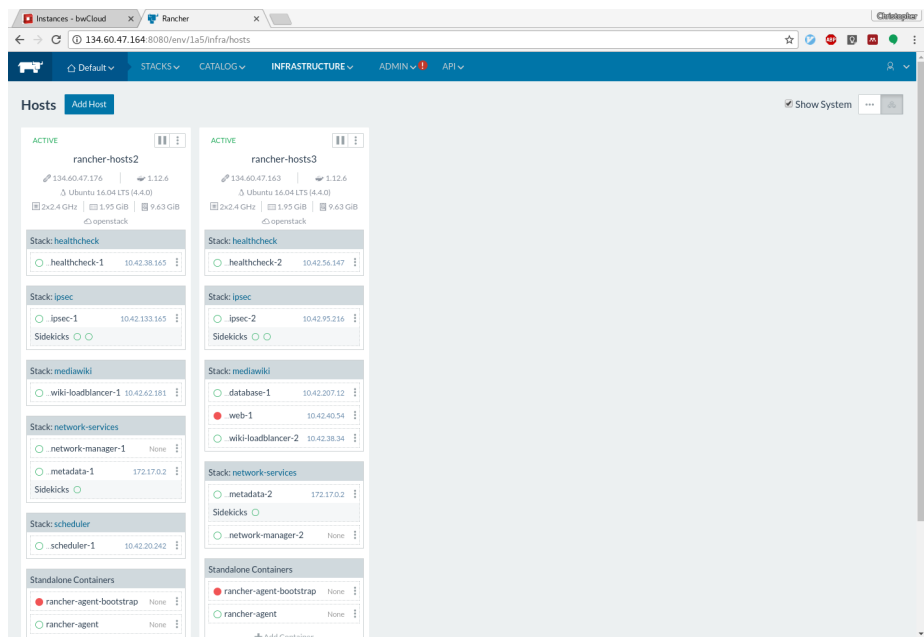 Instances - bwCloud
Rancher
Christopher
134.60.47.164:8080/env/1a5/infra/hosts
ABP
Default STACKS CATALOG INFRASTRUCTURE ADMIN ! API
Hosts Add Host Show System
ACTIVE
rancher-hosts2
134.60.47.176 1.12.6
Ubuntu 16.04 LTS (4.4.0)
2x2.4 GHz 1.95 GiB 9.63 GiB
openstack
Stack: healthcheck
...healthcheck-1 10.42.38.165
Stack: ipsec
...ipsec-1 10.42.133.165
Sidekicks
Stack: mediawiki
...wiki-loadblancer-1 10.42.62.181
Stack: network-services
...network-manager-1 None
...metadata-1 172.17.0.2
Sidekicks
Stack: scheduler
...scheduler-1 10.42.20.242
Standalone Containers
rancher-agent-bootstrap None
rancher-agent None
ACTIVE
rancher-hosts3
134.60.47.163 1.12.6
Ubuntu 16.04 LTS (4.4.0)
2x2.4 GHz 1.95 GiB 9.63 GiB
openstack
Stack: healthcheck
...healthcheck-2 10.42.56.147
Stack: ipsec
...ipsec-2 10.42.95.216
Sidekicks
Stack: mediawiki
...database-1 10.42.207.12
...web-1 10.42.40.54
...wiki-loadblancer-2 10.42.38.34
Stack: network-services
...metadata-2 172.17.0.2
Sidekicks
...network-manager-2 None
Standalone Containers
rancher-agent-bootstrap None
rancher-agent None
Add Container